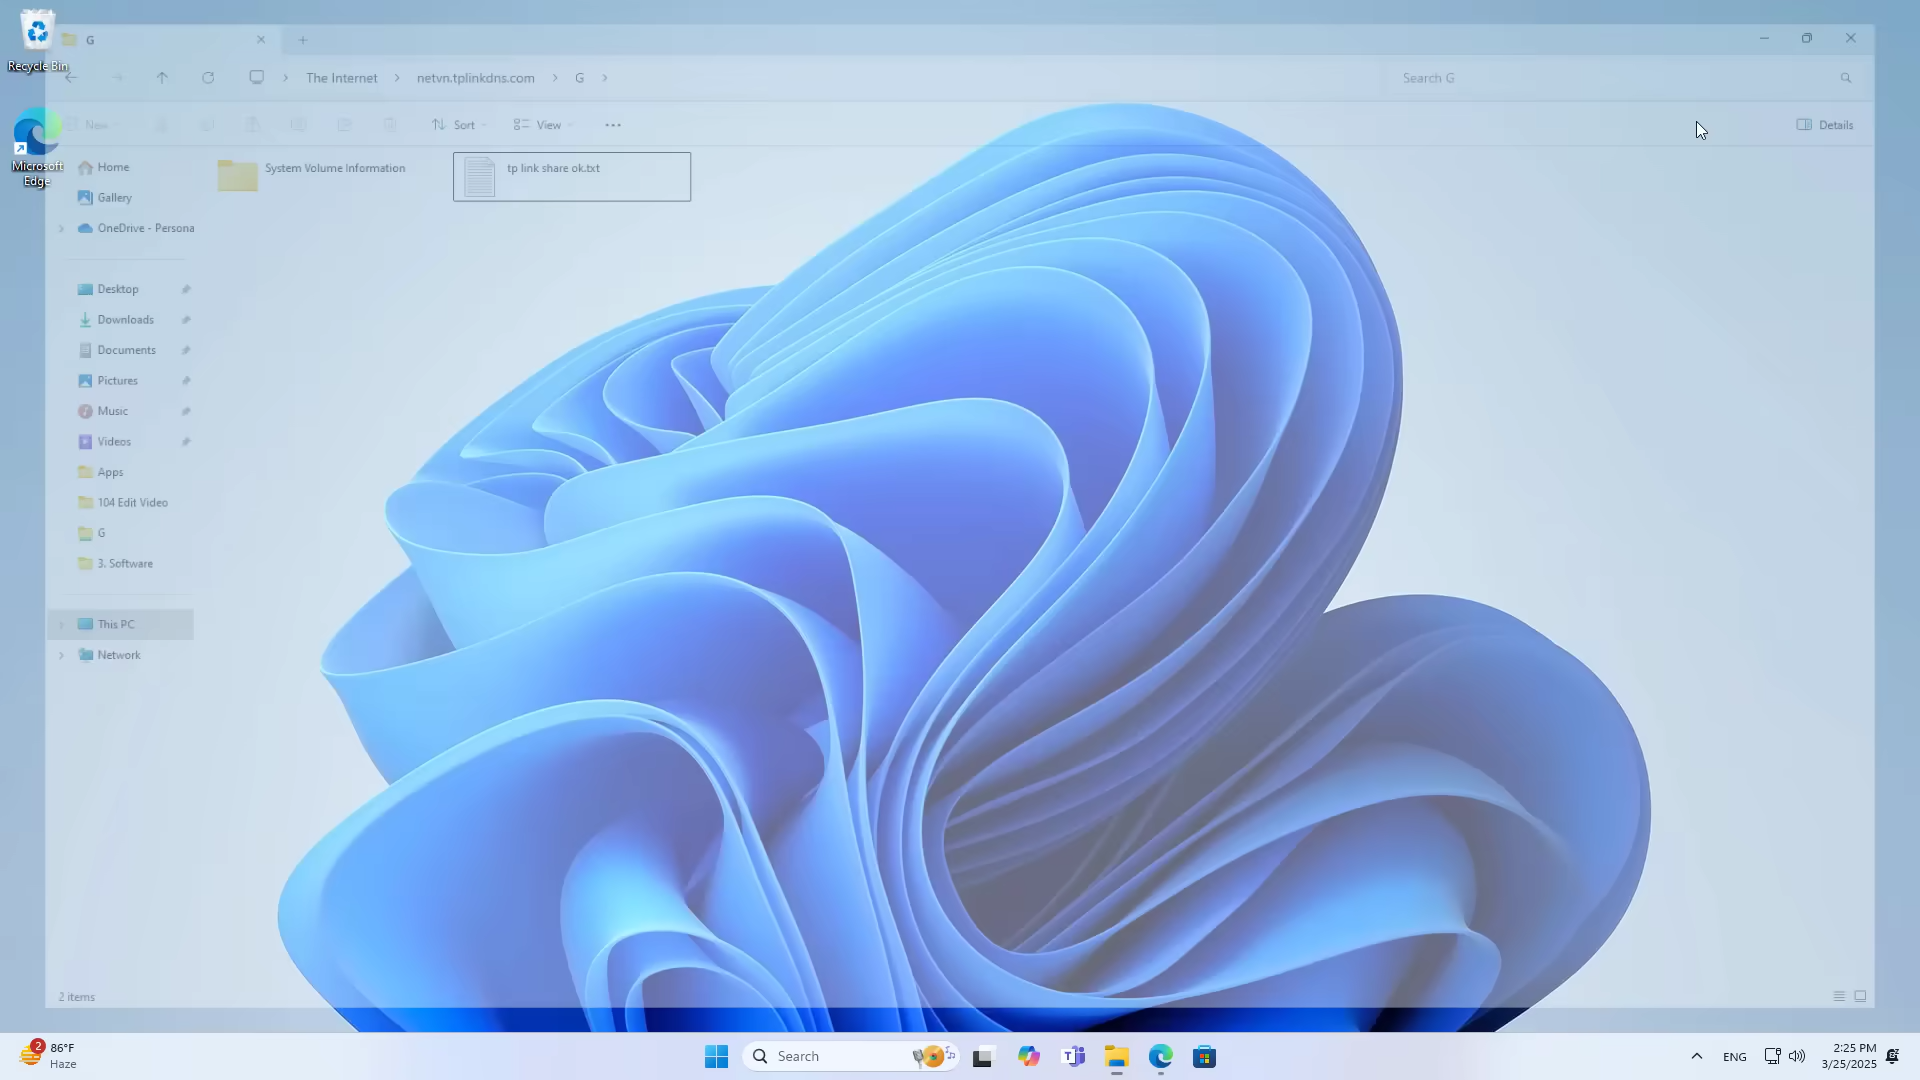 Recycle Bin
Microsoft
Edge
G
The Internet
netvn.tplinkdns.com
G
Search G
New
Sort
View
Details
Home
Gallery
OneDrive - Persona
Desktop
Downloads
Documents
Pictures
Music
Videos
Apps
104 Edit Video
G
3. Software
This PC
Network
System Volume Information
tp link share ok.txt
2 items
2
86°F
Haze
Search
ENG
2:25 PM
3/25/2025